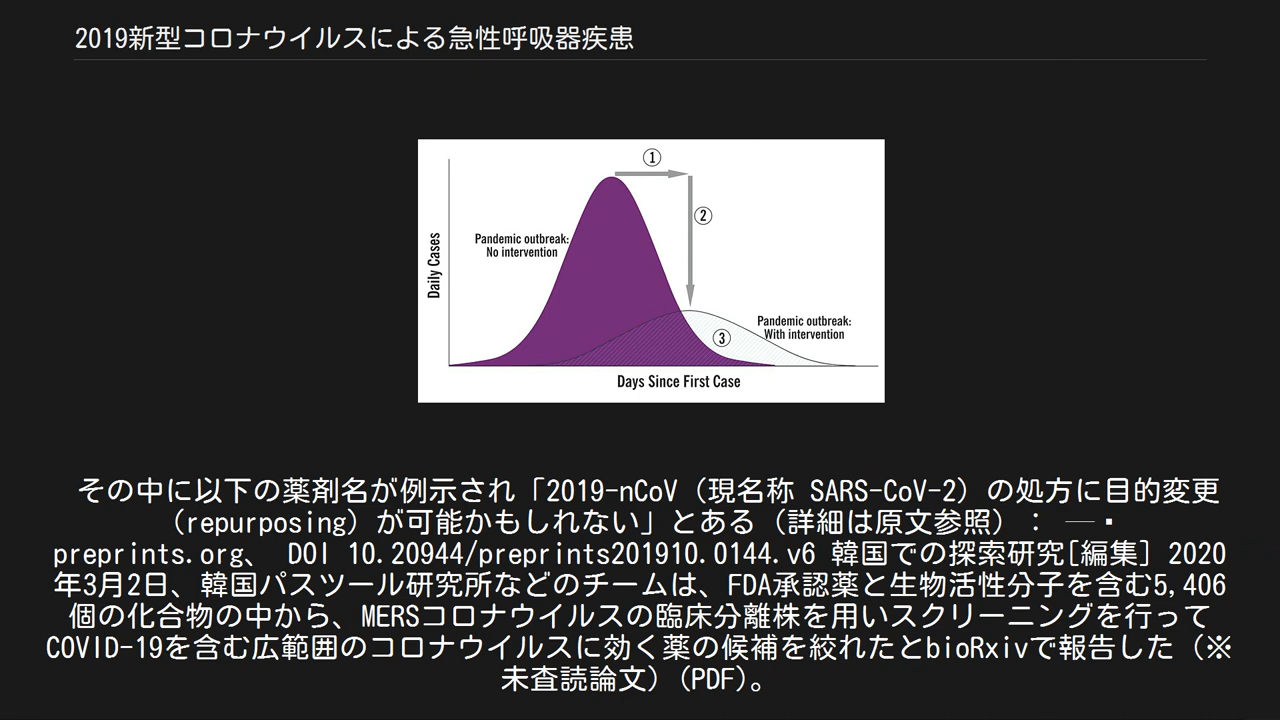 2019新型コロナウイルスによる急性呼吸器疾患
①
②
Pandemic outbreak:
No intervention
Daily Cases
Pandemic outbreak:
With intervention
③
Days Since First Case
その中に以下の薬剤名が例示され「2019-nCoV（現名称 SARS-CoV-2）の処方に目的変更
（repurposing）が可能かもしれない」とある（詳細は原文参照）： ―▪
preprints.org、 DOI 10.20944/preprints201910.0144.v6 韓国での探索研究[編集] 2020
年3月2日、韓国パスツール研究所などのチームは、FDA承認薬と生物活性分子を含む5,406
個の化合物の中から、MERSコロナウイルスの臨床分離株を用いスクリーニングを行って
COVID-19を含む広範囲のコロナウイルスに効く薬の候補を絞れたとbioRxivで報告した（※
未査読論文）(PDF)。